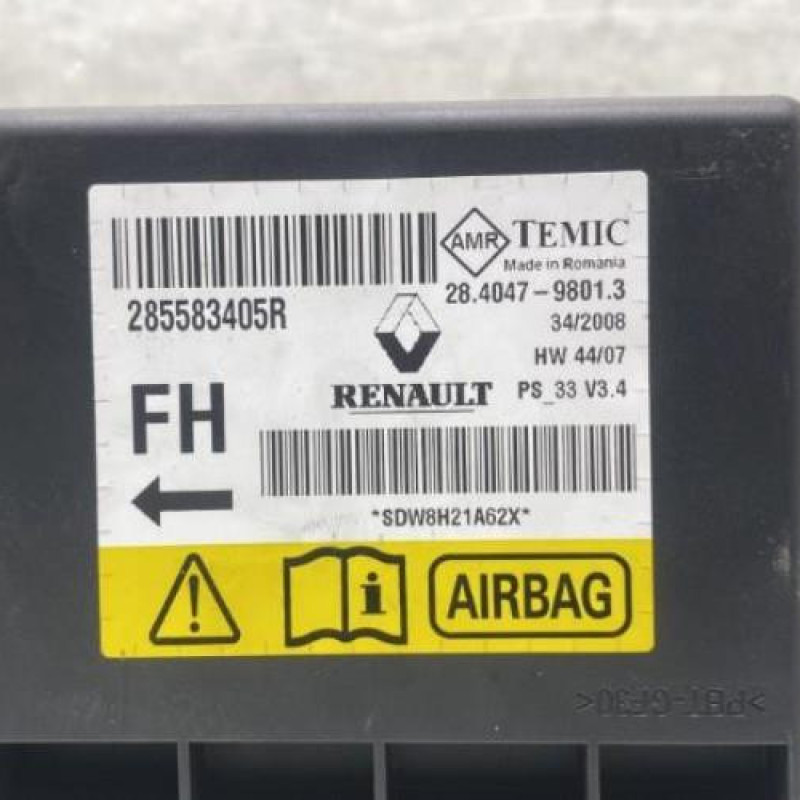 AMR TEMIC
Made in Romania
285583405R
28.4047-9801.3
34/2008
HW 44/07
RENAULT
PS_33 V3.4
FH
*SDW8H21A62X*
i
AIRBAG
>PBT-GF30<